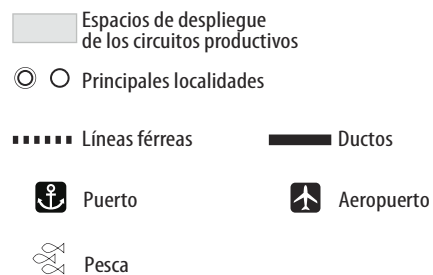 Espacios de despliegue
de los circuitos productivos
Principales localidades
Líneas férreas
Ductos
Puerto
Aeropuerto
Pesca